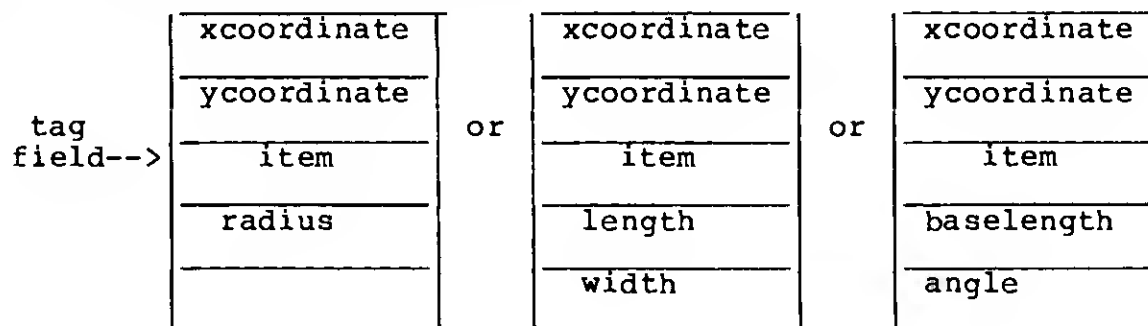 xcoordinate xcoordinate xcoordinate
ycoordinate ycoordinate ycoordinate
tag or or
field--> item item item
radius length baselength
width angle